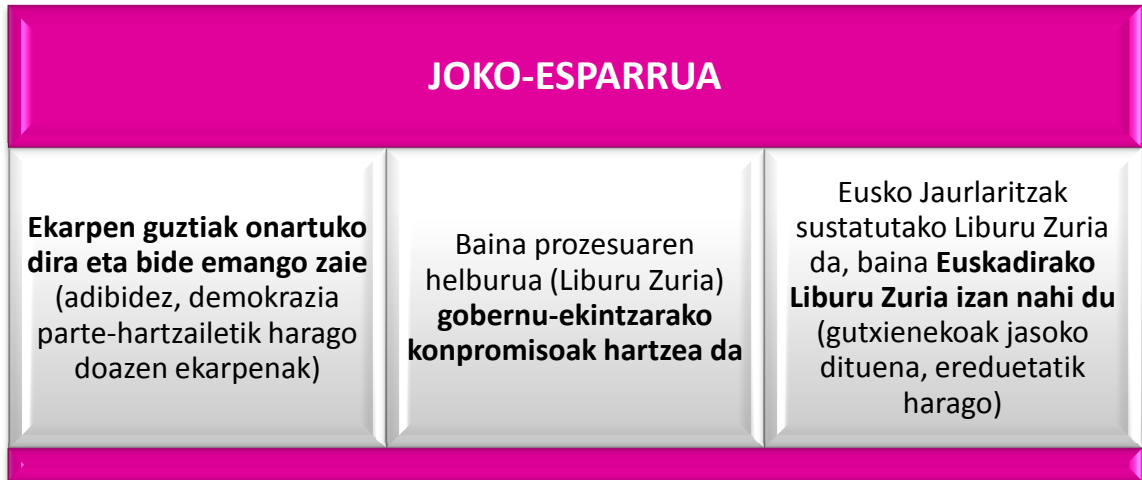 JOKO-ESPARRUA
Ekarpen guztiak onartuko
dira eta bide emango zaie
(adibidez, demokrazia
parte-hartzailetik harago
doazen ekarpenak)
Baina prozesuaren
helburua (Liburu Zuria)
gobernu-ekintzarako
konpromisoak hartzea da
Eusko Jaurlaritzak
sustatutako Liburu Zuria
da, baina Euskadirako
Liburu Zuria izan nahi du
(gutxienekoak jasoko
dituena, ereduetatik
harago)